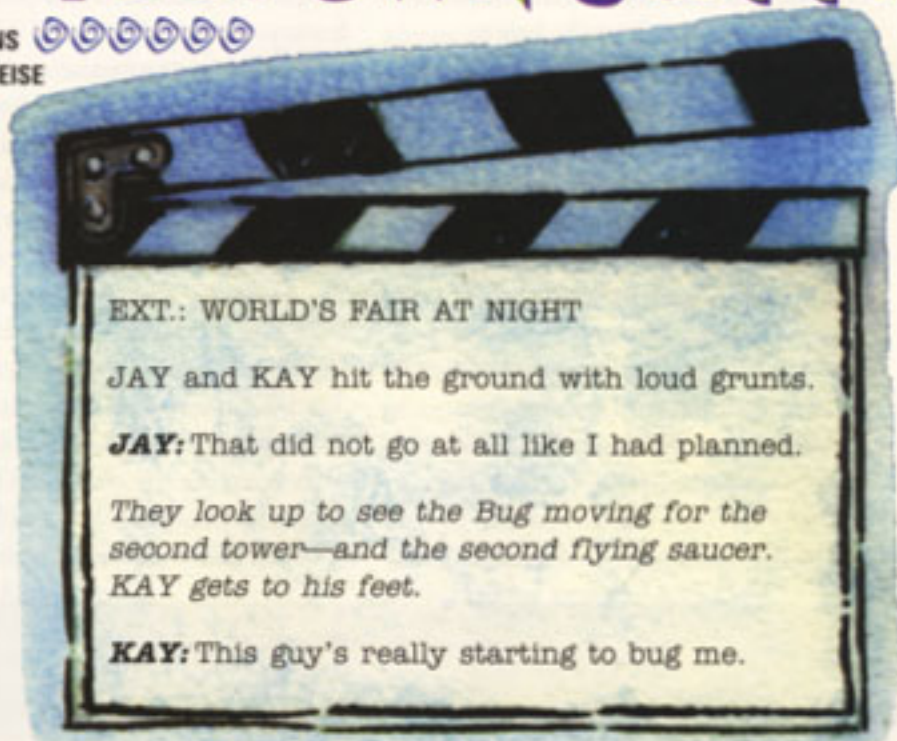 EISE
EXT.: WORLD'S FAIR AT NIGHT
JAY and KAY hit the ground with loud grunts.
JAY: That did not go at all like I had planned.
They look up to see the Bug moving for the
second tower—and the second flying saucer.
KAY gets to his feet.
KAY: This guy's really starting to bug me.